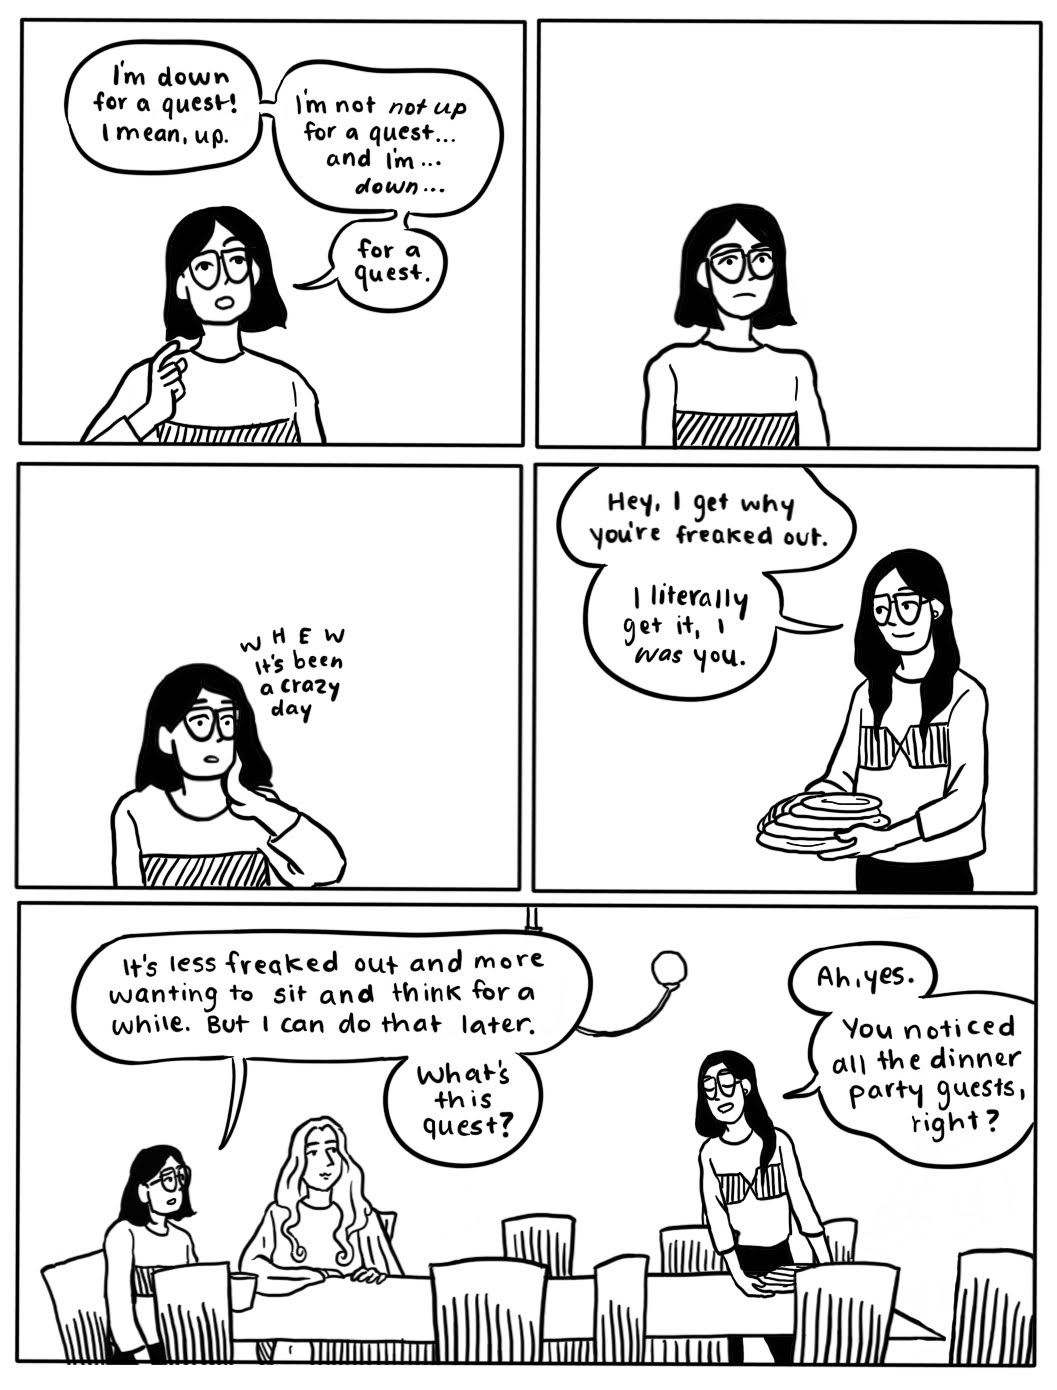 I'm down
for a quest!
I mean, up.
I'm not not up
for a quest...
and I'm...
down...
for a
quest.
WHEW
It's been
a crazy
day
Hey, I get why
you're freaked out.
I literally
get it, I
was you.
It's less freaked out and more
wanting to sit and think for a
while. But I can do that later.
What's
this
quest?
Ah, yes.
You noticed
all the dinner
party guests,
right?